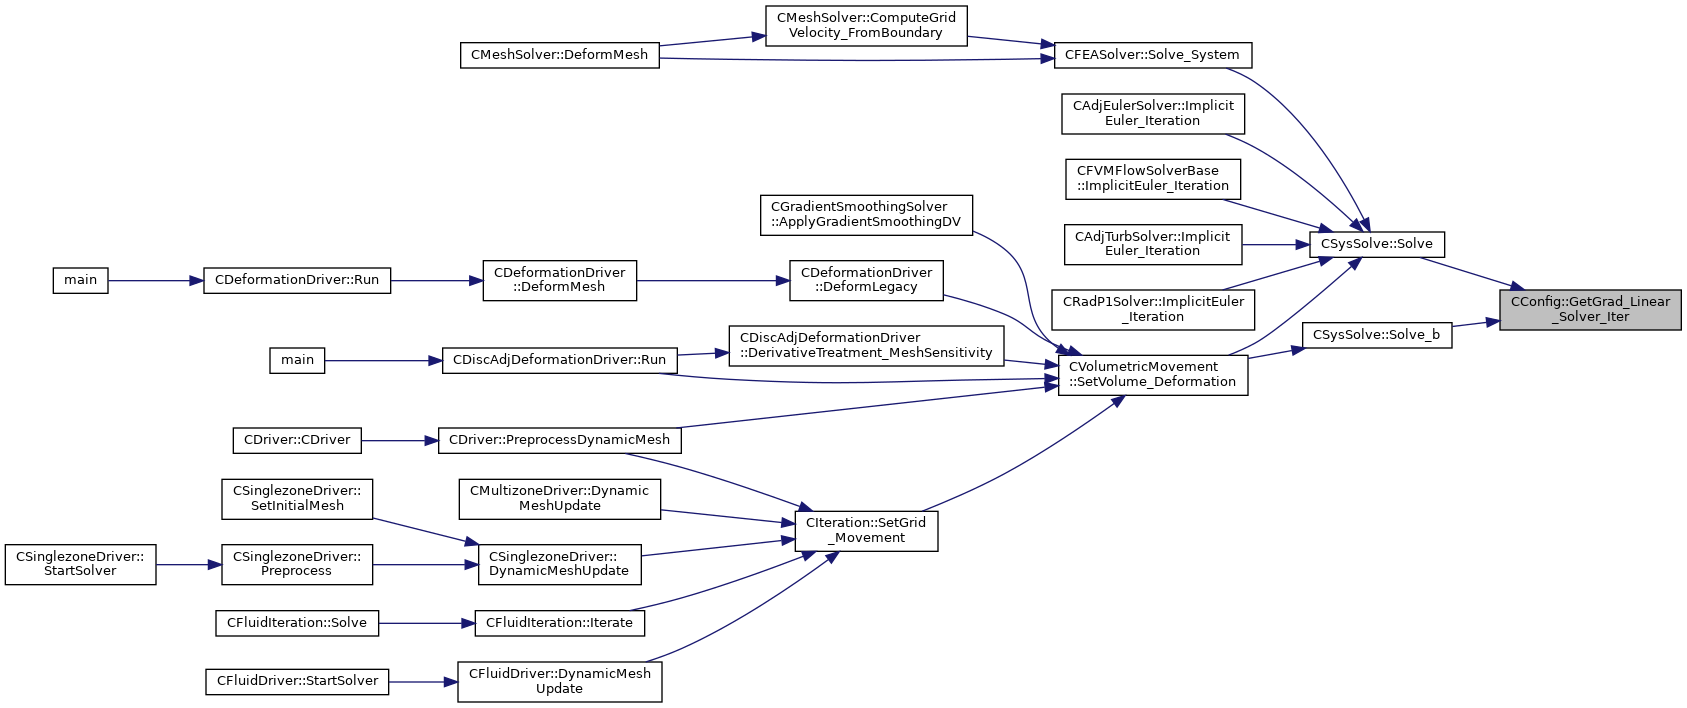 CMeshSolver::ComputeGrid
Velocity_FromBoundary
CMeshSolver::DeformMesh
CFEASolver::Solve_System
CAdjEulerSolver::Implicit
Euler_Iteration
CFVMFlowSolverBase
::ImplicitEuler_Iteration
CGradientSmoothingSolver
::ApplyGradientSmoothingDV
CAdjTurbSolver::Implicit
Euler_Iteration
CSysSolve::Solve
main
CDeformationDriver::Run
CDeformationDriver
::DeformMesh
CDeformationDriver
::DeformLegacy
CRadP1Solver::ImplicitEuler
_Iteration
CConfig::GetGrad_Linear
_Solver_Iter
CSysSolve::Solve_b
main
CDiscAdjDeformationDriver::Run
CDiscAdjDeformationDriver
::DerivativeTreatment_MeshSensitivity
CVolumetricMovement
::SetVolume_Deformation
CDriver::CDriver
CDriver::PreprocessDynamicMesh
CSinglezoneDriver::
SetInitialMesh
CMultizoneDriver::Dynamic
MeshUpdate
CIteration::SetGrid
_Movement
CSinglezoneDriver::
StartSolver
CSinglezoneDriver::
Preprocess
CSinglezoneDriver::
DynamicMeshUpdate
CFluidIteration::Solve
CFluidIteration::Iterate
CFluidDriver::StartSolver
CFluidDriver::DynamicMesh
Update